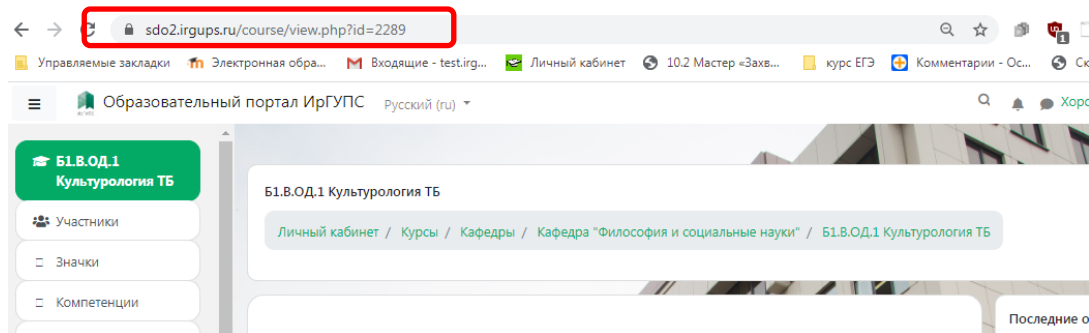 sdo2.irgups.ru/course/view.php?id=2289
1
Управляемые закладки Электронная обра... Входящие - test.irg... Личный кабинет 10.2 Мастер «Захв... курс ЕГЭ Комментарии - Ос... Ск
Образовательный портал ИрГУПС Русский (ru) Хоро
Б1.В.ОД.1
Культурология ТБ
Б1.В.ОД.1 Культурология ТБ
Участники
Личный кабинет / Курсы / Кафедры / Кафедра "Философия и социальные науки" / Б1.В.ОД.1 Культурология ТБ
Значки
Компетенции
Последние о